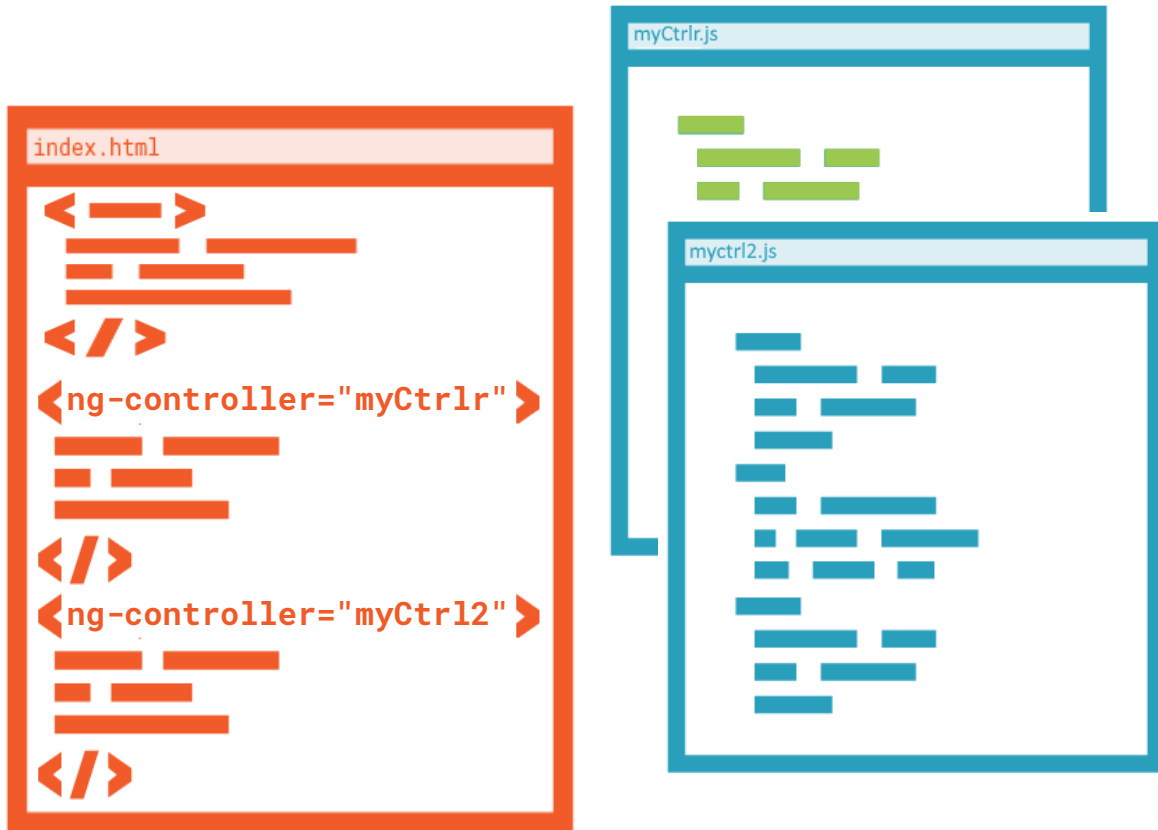 index.html
< >
</>
<ng-controller="myCtrlr">
</>
<ng-controller="myCtrl2">
</>
myCtrlr.js
myctrl2.js